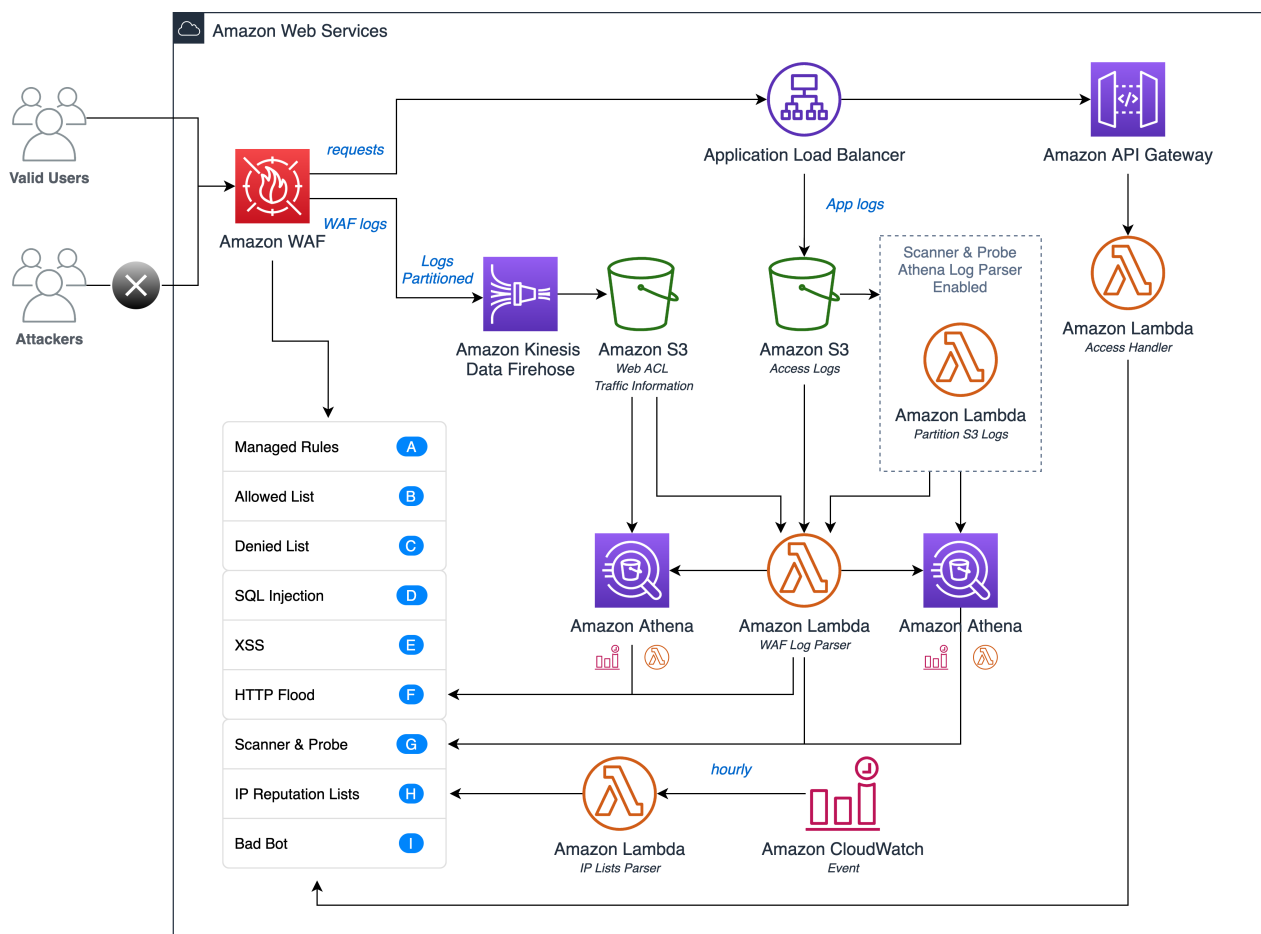 Amazon Web Services
Valid Users
Attackers
Amazon WAF
requests
WAF logs
Logs
Partitioned
Application Load Balancer
Amazon API Gateway
App logs
Amazon Kinesis
Data Firehose
Amazon S3
Web ACL
Traffic Information
Amazon S3
Access Logs
Scanner & Probe
Athena Log Parser
Enabled
Amazon Lambda
Partition S3 Logs
Amazon Lambda
Access Handler
Managed Rules A
Allowed List B
Denied List C
SQL Injection D
XSS E
HTTP Flood F
Scanner & Probe G
IP Reputation Lists H
Bad Bot I
Amazon Athena
Amazon Lambda
WAF Log Parser
Amazon Athena
hourly
Amazon Lambda
IP Lists Parser
Amazon CloudWatch
Event